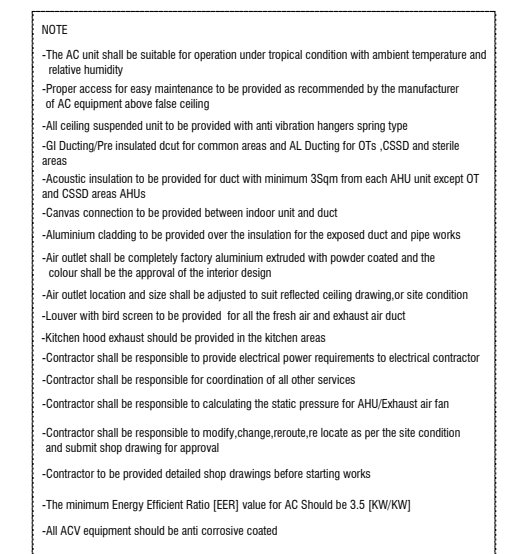 NOTE
-The AC unit shall be suitable for operation under tropical condition with ambient temperature and
relative humidity
-Proper access for easy maintenance to be provided as recommended by the manufacturer
of AC equipment above false ceiling
-All ceiling suspended unit to be provided with anti vibration hangers spring type
-GI Ducting/Pre insulated dcut for common areas and AL Ducting for OTs ,CSSD and sterile
areas
-Acoustic insulation to be provided for duct with minimum 3Sqm from each AHU unit except OT
and CSSD areas AHUs
-Canvas connection to be provided between indoor unit and duct
-Aluminium cladding to be provided over the insulation for the exposed duct and pipe works
-Air outlet shall be completely factory aluminium extruded with powder coated and the
colour shall be the approval of the interior design
-Air outlet location and size shall be adjusted to suit reflected ceiling drawing,or site condition
-Louver with bird screen to be provided  for all the fresh air and exhaust air duct
-Kitchen hood exhaust should be provided in the kitchen areas
-Contractor shall be responsible to provide electrical power requirements to electrical contractor
-Contractor shall be responsible for coordination of all other services
-Contractor shall be responsible to calculating the static pressure for AHU/Exhaust air fan
-Contractor shall be responsible to modify,change,reroute,re locate as per the site condition
and submit shop drawing for approval
-Contractor to be provided detailed shop drawings before starting works
-The minimum Energy Efficient Ratio [EER] value for AC Should be 3.5 [KW/KW]
-All ACV equipment should be anti corrosive coated